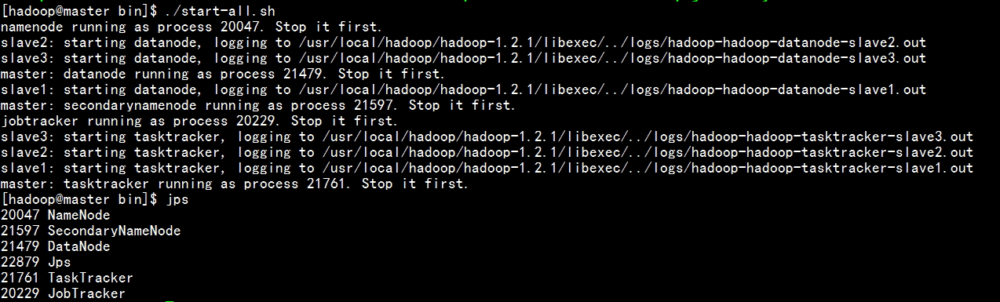 [hadoop@master bin]$ ./start-all.sh
namenode running as process 20047. Stop it first.
slave2: starting datanode, logging to /usr/local/hadoop/hadoop-1.2.1/libexec/../logs/hadoop-hadoop-datanode-slave2.out
slave3: starting datanode, logging to /usr/local/hadoop/hadoop-1.2.1/libexec/../logs/hadoop-hadoop-datanode-slave3.out
master: datanode running as process 21479. Stop it first.
slave1: starting datanode, logging to /usr/local/hadoop/hadoop-1.2.1/libexec/../logs/hadoop-hadoop-datanode-slave1.out
master: secondarynamenode running as process 21597. Stop it first.
jobtracker running as process 20229. Stop it first.
slave3: starting tasktracker, logging to /usr/local/hadoop/hadoop-1.2.1/libexec/../logs/hadoop-hadoop-tasktracker-slave3.out
slave2: starting tasktracker, logging to /usr/local/hadoop/hadoop-1.2.1/libexec/../logs/hadoop-hadoop-tasktracker-slave2.out
slave1: starting tasktracker, logging to /usr/local/hadoop/hadoop-1.2.1/libexec/../logs/hadoop-hadoop-tasktracker-slave1.out
master: tasktracker running as process 21761. Stop it first.
[hadoop@master bin]$ jps
20047 NameNode
21597 SecondaryNameNode
21479 DataNode
22879 Jps
21761 TaskTracker
20229 JobTracker